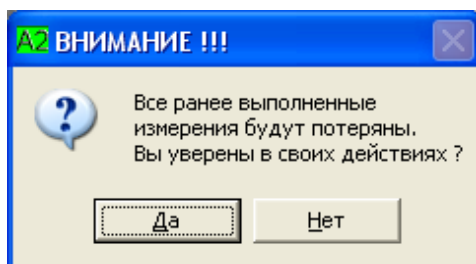 A2 ВНИМАНИЕ !!!
Все ранее выполненные
измерения будут потеряны.
Вы уверены в своих действиях ?
Да Нет